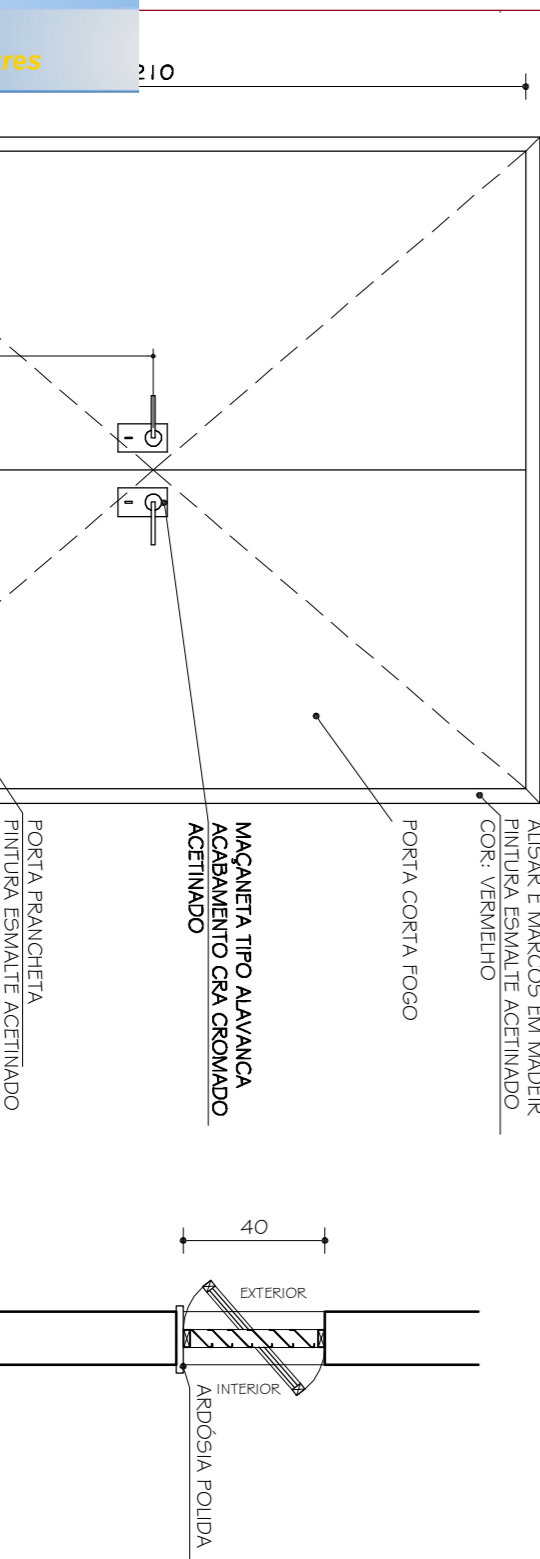 res
210
ALISAR E MARCOS EM MADEIR
PINTURA ESMALTE ACETINADO
COR: VERMELHO
PORTA CORTA FOGO
MAÇANETA TIPO ALAVANCA
ACABAMENTO CRA CROMADO
ACETINADO
PORTA PRANCHETA
PINTURA ESMALTE ACETINADO
40
EXTERIOR
INTERIOR
ARDÓSIA POLIDA